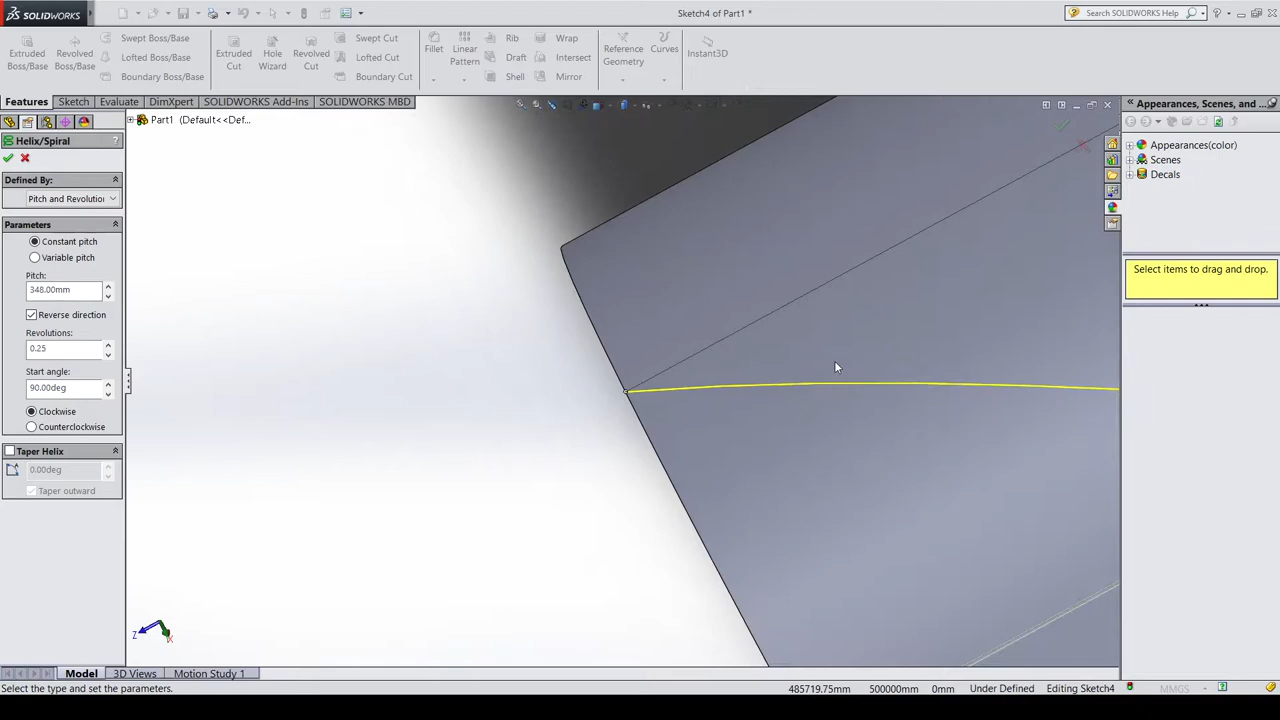 SOLIDWORKS
Sketch4 of Part1 *
Search SOLIDWORKS Help
Extruded Boss/Base
Revolved Boss/Base
Swept Boss/Base
Lofted Boss/Base
Boundary Boss/Base
Extruded Cut
Hole Wizard
Revolved Cut
Swept Cut
Lofted Cut
Boundary Cut
Fillet
Linear Pattern
Rib
Draft
Shell
Wrap
Intersect
Mirror
Reference Geometry
Curves
Instant3D
Features
Sketch
Evaluate
DimXpert
SOLIDWORKS Add-Ins
SOLIDWORKS MBD
Part1 (Default<<Def...
Helix/Spiral
?
Defined By:
Pitch and Revolution
Parameters
Constant pitch
Variable pitch
Pitch:
348.00mm
Reverse direction
Revolutions:
0.25
Start angle:
90.00deg
Clockwise
Counterclockwise
Taper Helix
0.00deg
Taper outward
Appearances, Scenes, and ...
Appearances(color)
Scenes
Decals
Select items to drag and drop.
Z
X
Model
3D Views
Motion Study 1
Select the type and set the parameters.
485719.75mm
500000mm
0mm
Under Defined
Editing Sketch4
MMGS